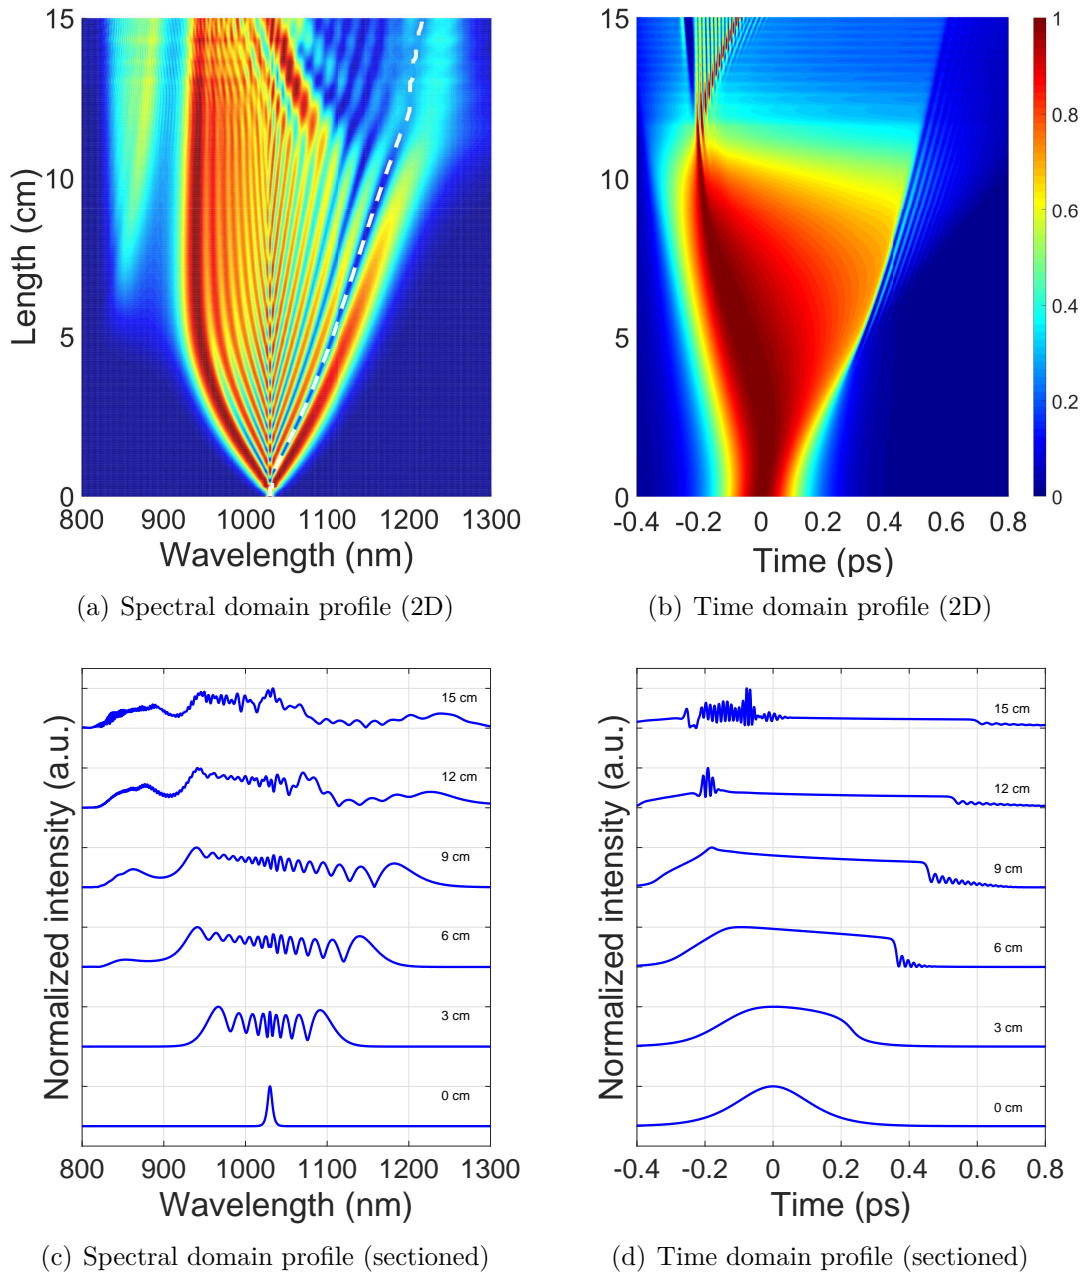 15
10
5
0
Length (cm)
800 900 1000 1100 1200 1300
Wavelength (nm)
(a) Spectral domain profile (2D)
15
10
5
0
-0.4 -0.2 0 0.2 0.4 0.6 0.8
Time (ps)
1
0.8
0.6
0.4
0.2
0
(b) Time domain profile (2D)
Normalized intensity (a.u.)
15 cm
12 cm
9 cm
6 cm
3 cm
0 cm
800 900 1000 1100 1200 1300
Wavelength (nm)
(c) Spectral domain profile (sectioned)
Normalized intensity (a.u.)
15 cm
12 cm
9 cm
6 cm
3 cm
0 cm
-0.4 -0.2 0 0.2 0.4 0.6 0.8
Time (ps)
(d) Time domain profile (sectioned)